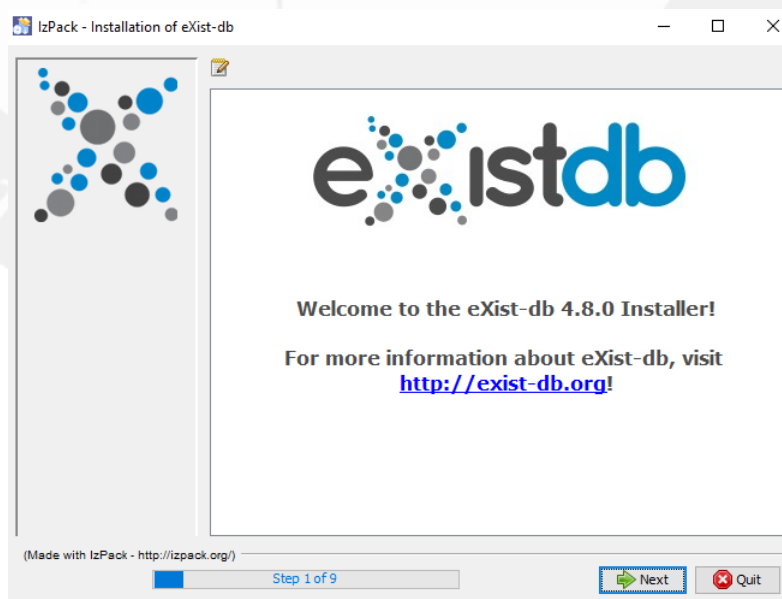 IzPack - Installation of eXist-db
eXistdb
Welcome to the eXist-db 4.8.0 Installer!
For more information about eXist-db, visit
http://exist-db.org!
(Made with IzPack - http://izpack.org/)
Step 1 of 9
Next
Quit